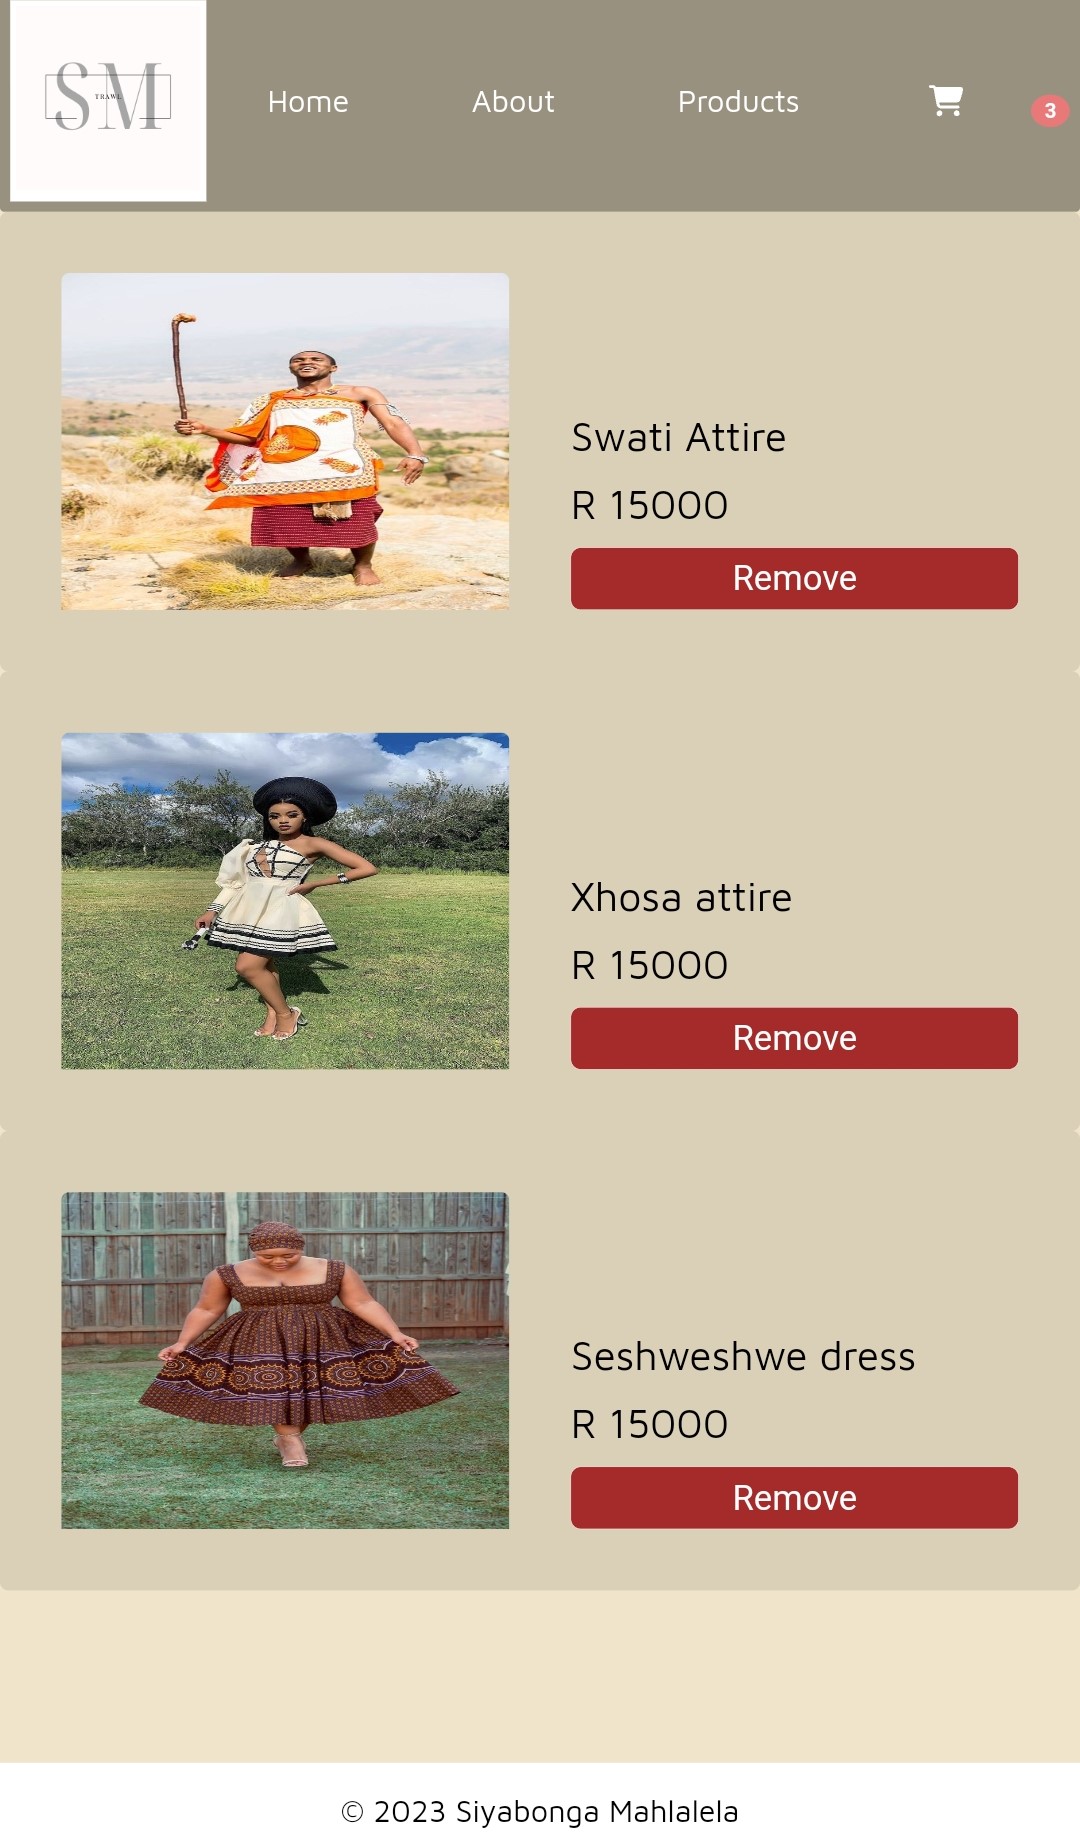 SM
TRAWL
Home
About
Products
3
Swati Attire
R 15000
Remove
Xhosa attire
R 15000
Remove
Seshweshwe dress
R 15000
Remove
© 2023 Siyabonga Mahlalela